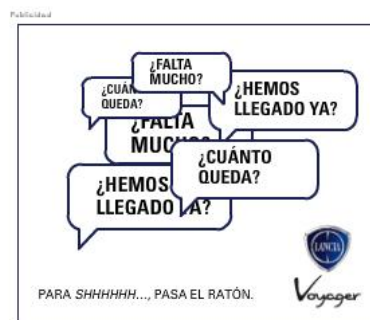 Publicidad
¿FALTA
MUCHO?
¿CUÁN
QUEDA?
¿HEMOS
LLEGADO YA?
¿FALTA
MUCHO?
¿CUÁNTO
QUEDA?
¿HEMOS
LLEGADO YA?
LANCIA
Voyager
PARA SHHHHHH..., PASA EL RATÓN.